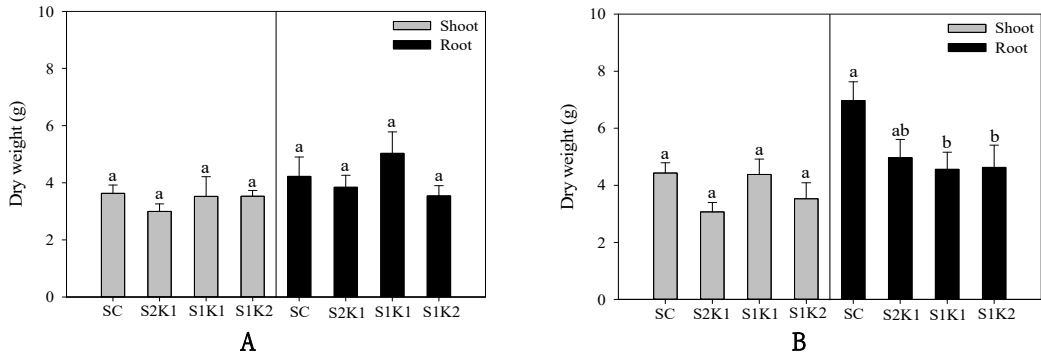 10
8
6
4
2
0
Dry weight (g)
Shoot
Root
a
a
a
a
a
a
a
a
SC S2K1 S1K1 S1K2 SC S2K1 S1K1 S1K2
A
10
8
6
4
2
0
Dry weight (g)
Shoot
Root
a
a
a
a
a
ab
b
b
SC S2K1 S1K1 S1K2 SC S2K1 S1K1 S1K2
B